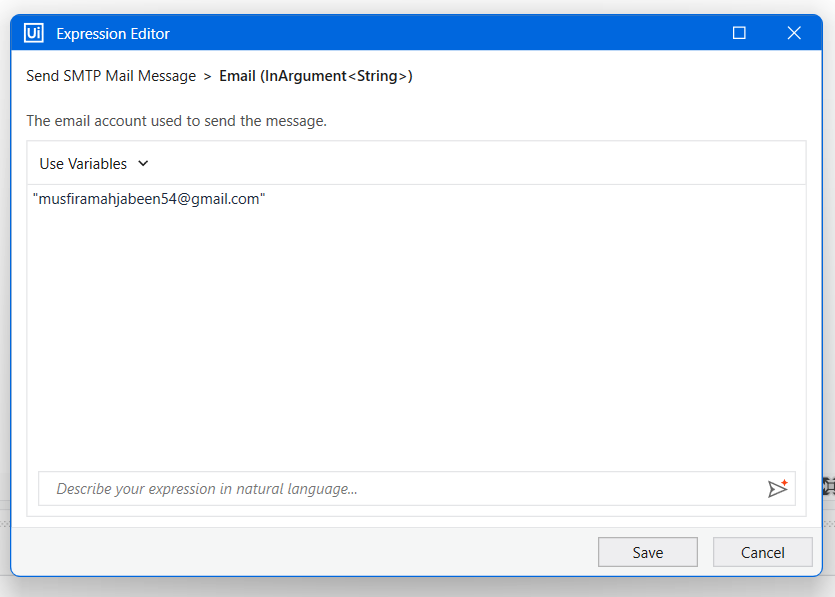 Ui Expression Editor
Send SMTP Mail Message > Email (InArgument<String>)
The email account used to send the message.
Use Variables
"musfiramahjabeen54@gmail.com"
Describe your expression in natural language...
Save Cancel